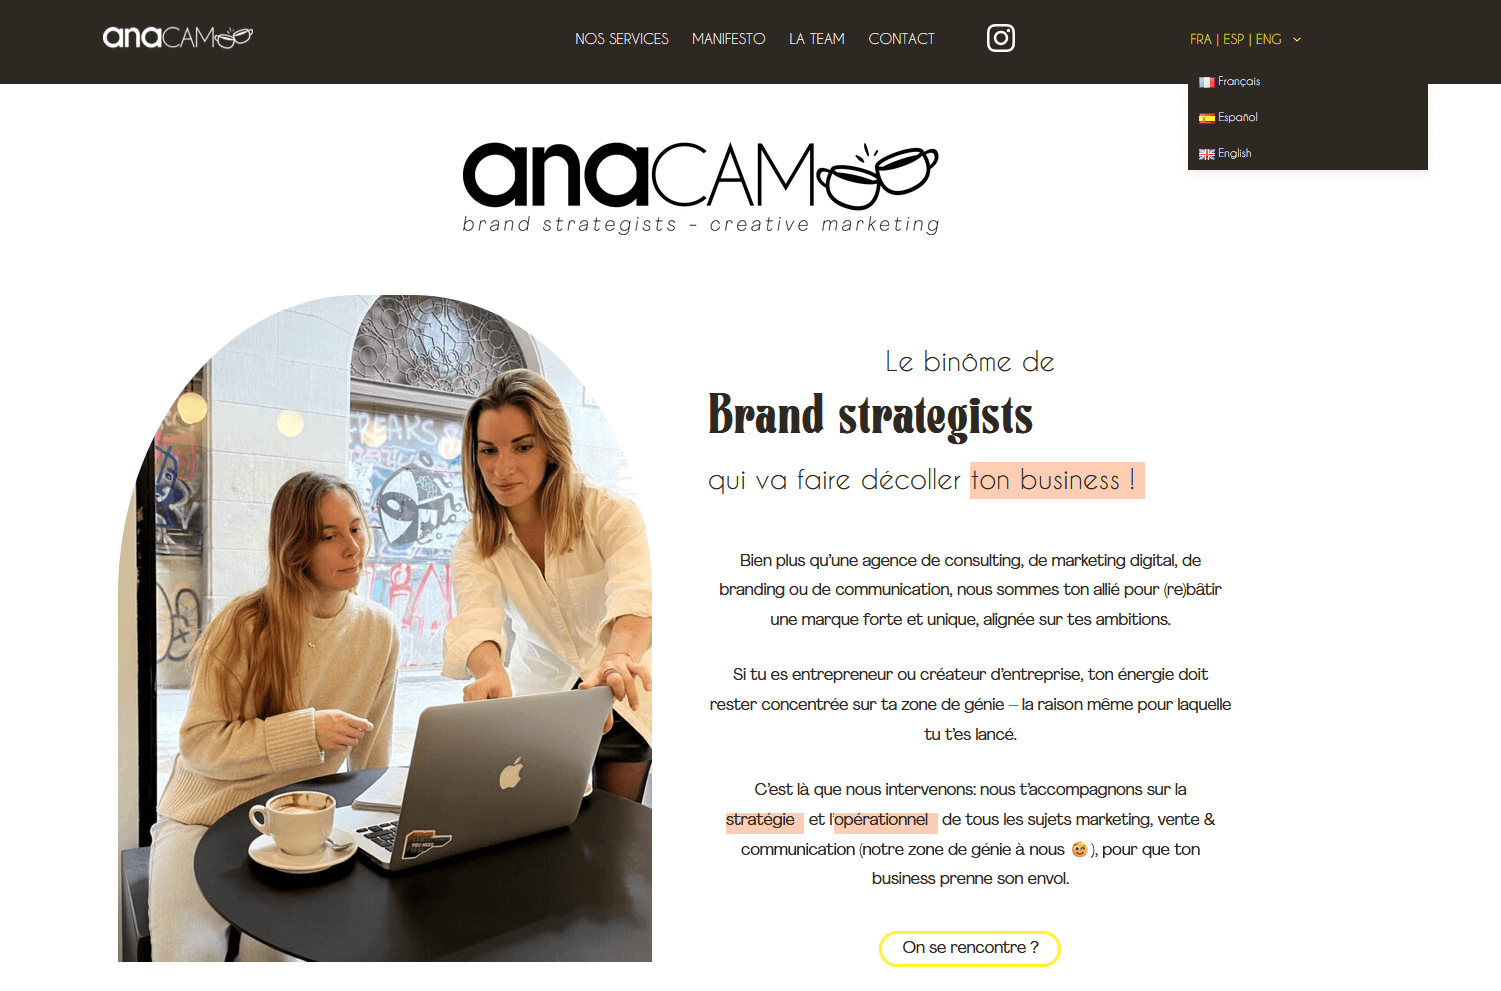 anaCAM
NOS SERVICES MANIFESTO LA TEAM CONTACT
FRA | ESP | ENG
Français
Español
English
anaCAM
brand strategists - creative marketing
Le binôme de
Brand strategists
qui va faire décoller ton business !
Bien plus qu’une agence de consulting, de marketing digital, de
branding ou de communication, nous sommes ton allié pour (re)bâtir
une marque forte et unique, alignée sur tes ambitions.
Si tu es entrepreneur ou créateur d’entreprise, ton énergie doit
rester concentrée sur ta zone de génie – la raison même pour laquelle
tu t’es lancé.
C’est là que nous intervenons: nous t’accompagnons sur la
stratégie et l’opérationnel de tous les sujets marketing, vente &
communication (notre zone de génie à nous 😉), pour que ton
business prenne son envol.
On se rencontre ?